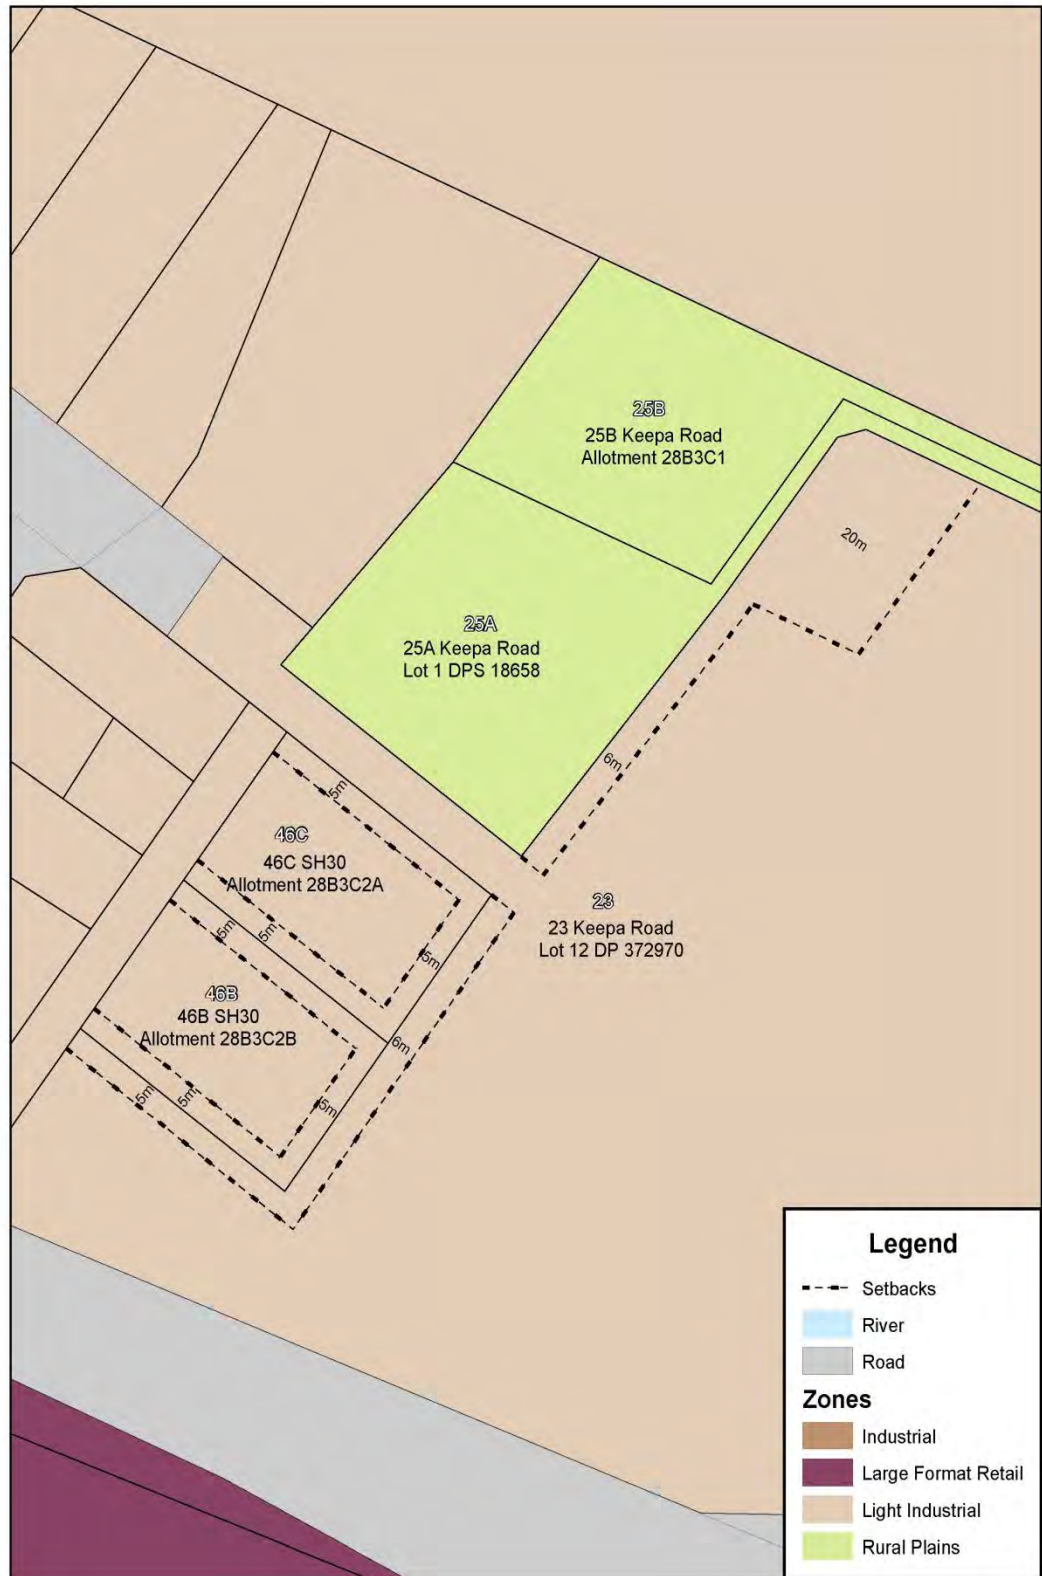 25B
25B Keepa Road
Allotment 28B3C1
20m
25A
25A Keepa Road
Lot 1 DPS 18658
6m
5m
46C
46C SH30
Allotment 28B3C2A
23
23 Keepa Road
Lot 12 DP 372970
5m
5m
5m
46B
46B SH30
Allotment 28B3C2B
6m
5m
5m
5m
Legend
Setbacks
River
Road
Zones
Industrial
Large Format Retail
Light Industrial
Rural Plains